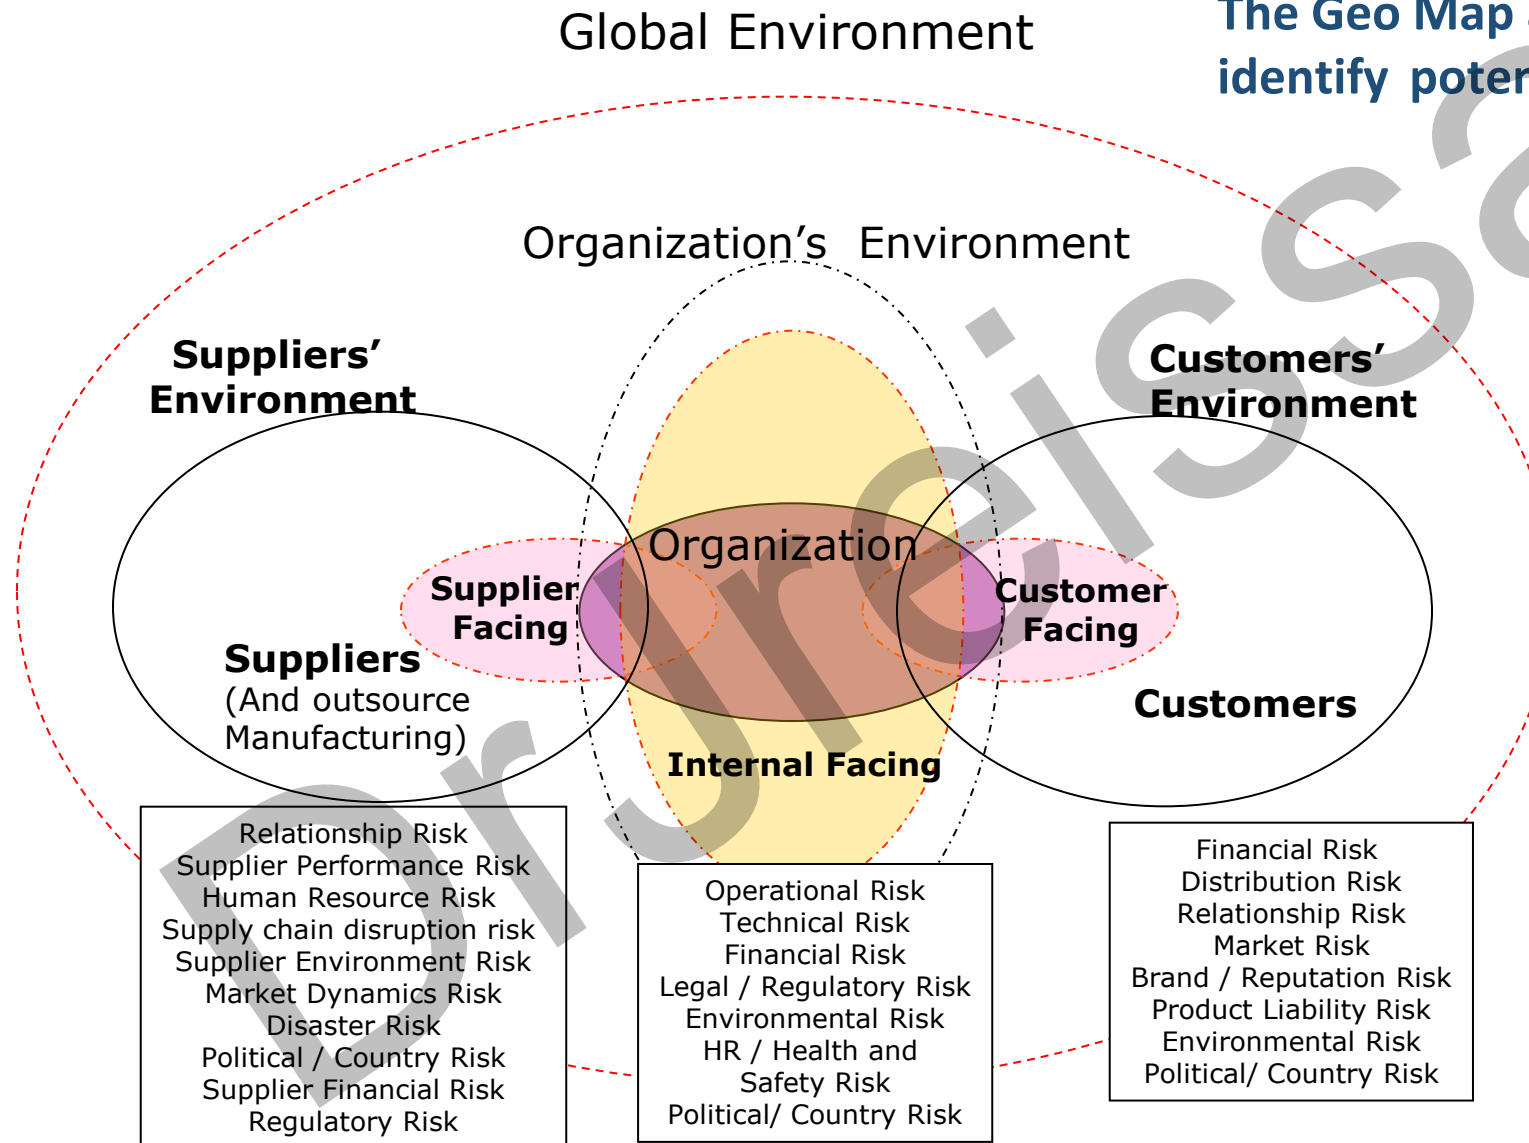 Global Environment
The Geo Map
identify
Organization's Environment
Suppliers'
Environment
Customers'
Environment
Organization
Supplier
Facing
Customer
Facing
Suppliers
(And outsource
Manufacturing)
Customers
Internal Facing
Relationship Risk
Supplier Performance Risk
Human Resource Risk
Supply chain disruption risk
Supplier Environment Risk
Market Dynamics Risk
Disaster Risk
Political / Country Risk
Supplier Financial Risk
Regulatory Risk
Operational Risk
Technical Risk
Financial Risk
Legal / Regulatory Risk
Environmental Risk
HR / Health and
Safety Risk
Political/ Country Risk
Financial Risk
Distribution Risk
Relationship Risk
Market Risk
Brand / Reputation Risk
Product Liability Risk
Environmental Risk
Political/ Country Risk